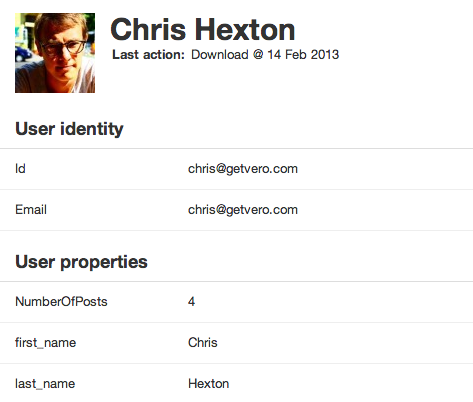 Chris Hexton
Last action: Download @ 14 Feb 2013
User identity
Id chris@getvero.com
Email chris@getvero.com
User properties
NumberOfPosts 4
first_name Chris
last_name Hexton